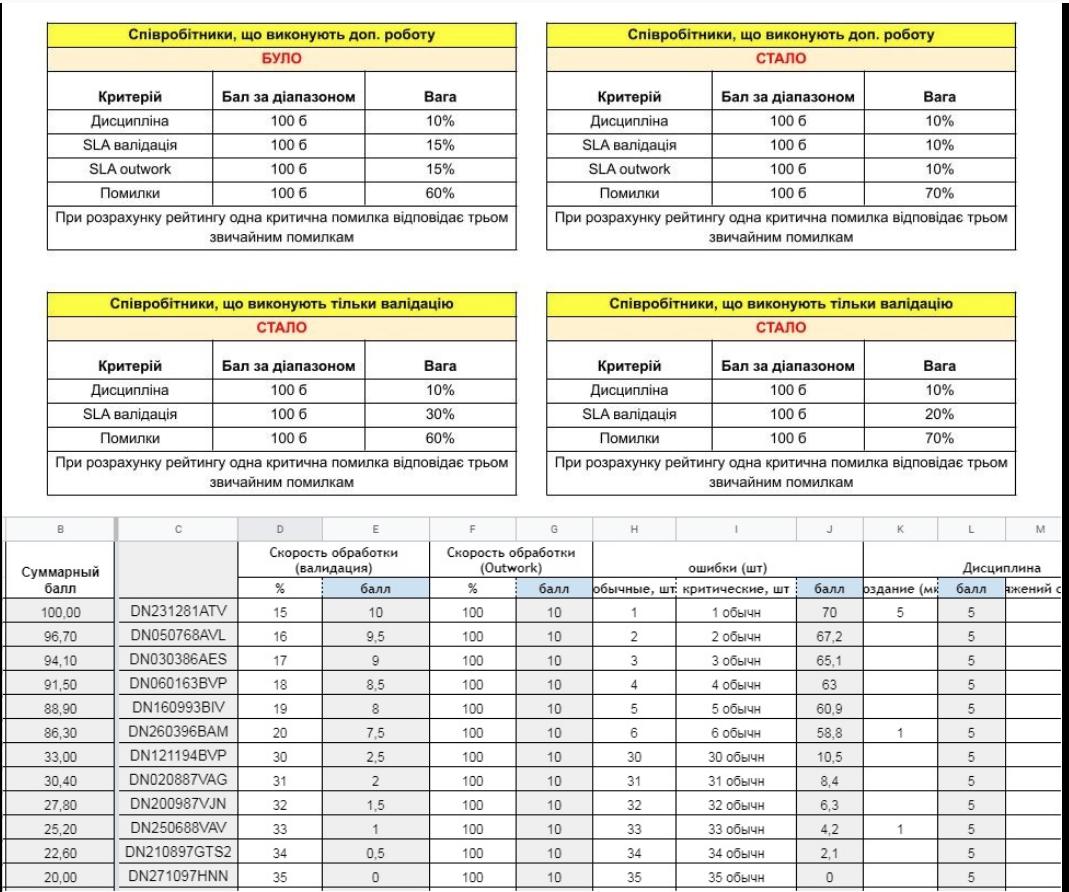 Співробітники, що виконують доп. роботу
БУЛО
Критерій Бал за діапазоном Вага
Дисципліна 100 б 10%
SLA валідація 100 б 15%
SLA outwork 100 б 15%
Помилки 100 б 60%
При розрахунку рейтингу одна критична помилка відповідає трьом
звичайним помилкам
Співробітники, що виконують доп. роботу
СТАЛО
Критерій Бал за діапазоном Вага
Дисципліна 100 б 10%
SLA валідація 100 б 10%
SLA outwork 100 б 10%
Помилки 100 б 70%
При розрахунку рейтингу одна критична помилка відповідає трьом
звичайним помилкам
Співробітники, що виконують тільки валідацію
СТАЛО
Критерій Бал за діапазоном Вага
Дисципліна 100 б 10%
SLA валідація 100 б 30%
Помилки 100 б 60%
При розрахунку рейтингу одна критична помилка відповідає трьом
звичайним помилкам
Співробітники, що виконують тільки валідацію
СТАЛО
Критерій Бал за діапазоном Вага
Дисципліна 100 б 10%
SLA валідація 100 б 20%
Помилки 100 б 70%
При розрахунку рейтингу одна критична помилка відповідає трьом
звичайним помилкам
B C D E F G H I J K L M
Суммарный
балл
Скорость обработки
(валидация)
Скорость обработки
(Outwork)
ошибки (шт)
Дисциплина
% балл % балл обычные, шт критические, шт балл оздание (ми балл яжений с
100,00 DN231281ATV 15 10 100 10 1 1 обычн 70 5 5
96,70 DN050768AVL 16 9,5 100 10 2 2 обычн 67,2 5
94,10 DN030386AES 17 9 100 10 3 3 обычн 65,1 5
91,50 DN060163BVP 18 8,5 100 10 4 4 обычн 63 5
88,90 DN160993BIV 19 8 100 10 5 5 обычн 60,9 5
86,30 DN260396BAM 20 7,5 100 10 6 6 обычн 58,8 1 5
33,00 DN121194BVP 30 2,5 100 10 30 30 обычн 10,5 5
30,40 DN020887VAG 31 2 100 10 31 31 обычн 8,4 5
27,80 DN200987VJN 32 1,5 100 10 32 32 обычн 6,3 5
25,20 DN250688VAV 33 1 100 10 33 33 обычн 4,2 1 5
22,60 DN210897GTS2 34 0,5 100 10 34 34 обычн 2,1 5
20,00 DN271097HNN 35 0 100 10 35 35 обычн 0 5